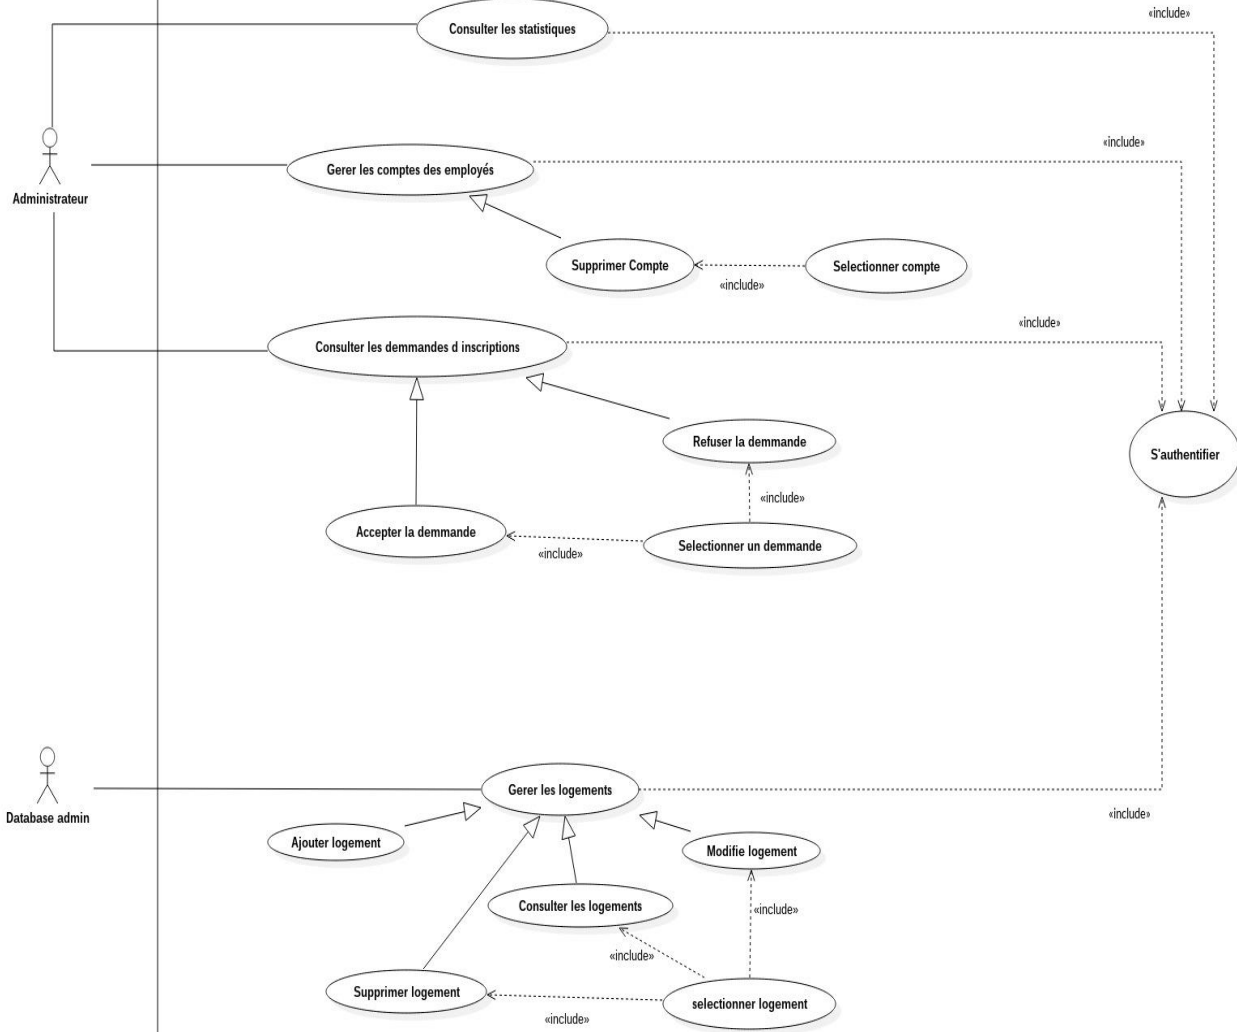 «include»
Consulter les statistiques
«include»
Gerer les comptes des employés
Administrateur
Supprimer Compte
Selectionner compte
«include»
«include»
Consulter les demmandes d inscriptions
Refuser la demmande
S'authentifier
«include»
Accepter la demmande
Selectionner un demmande
«include»
Gerer les logements
Database admin
«include»
Ajouter logement
Modifie logement
Consulter les logements
«include»
«include»
Supprimer logement
selectionner logement
«include»